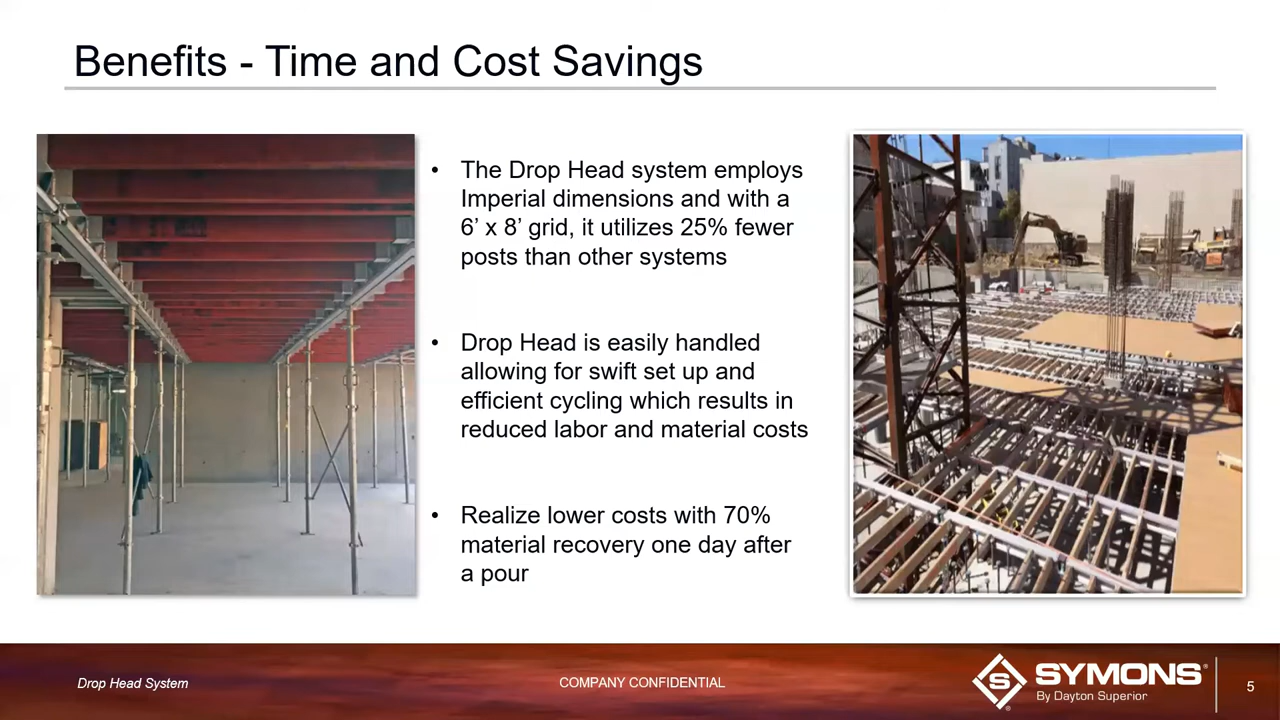 Benefits - Time and Cost Savings
• The Drop Head system employs
Imperial dimensions and with a
6’ x 8’ grid, it utilizes 25% fewer
posts than other systems
• Drop Head is easily handled
allowing for swift set up and
efficient cycling which results in
reduced labor and material costs
• Realize lower costs with 70%
material recovery one day after
a pour
Drop Head System
COMPANY CONFIDENTIAL
S
SYMONS®
By Dayton Superior
®
5